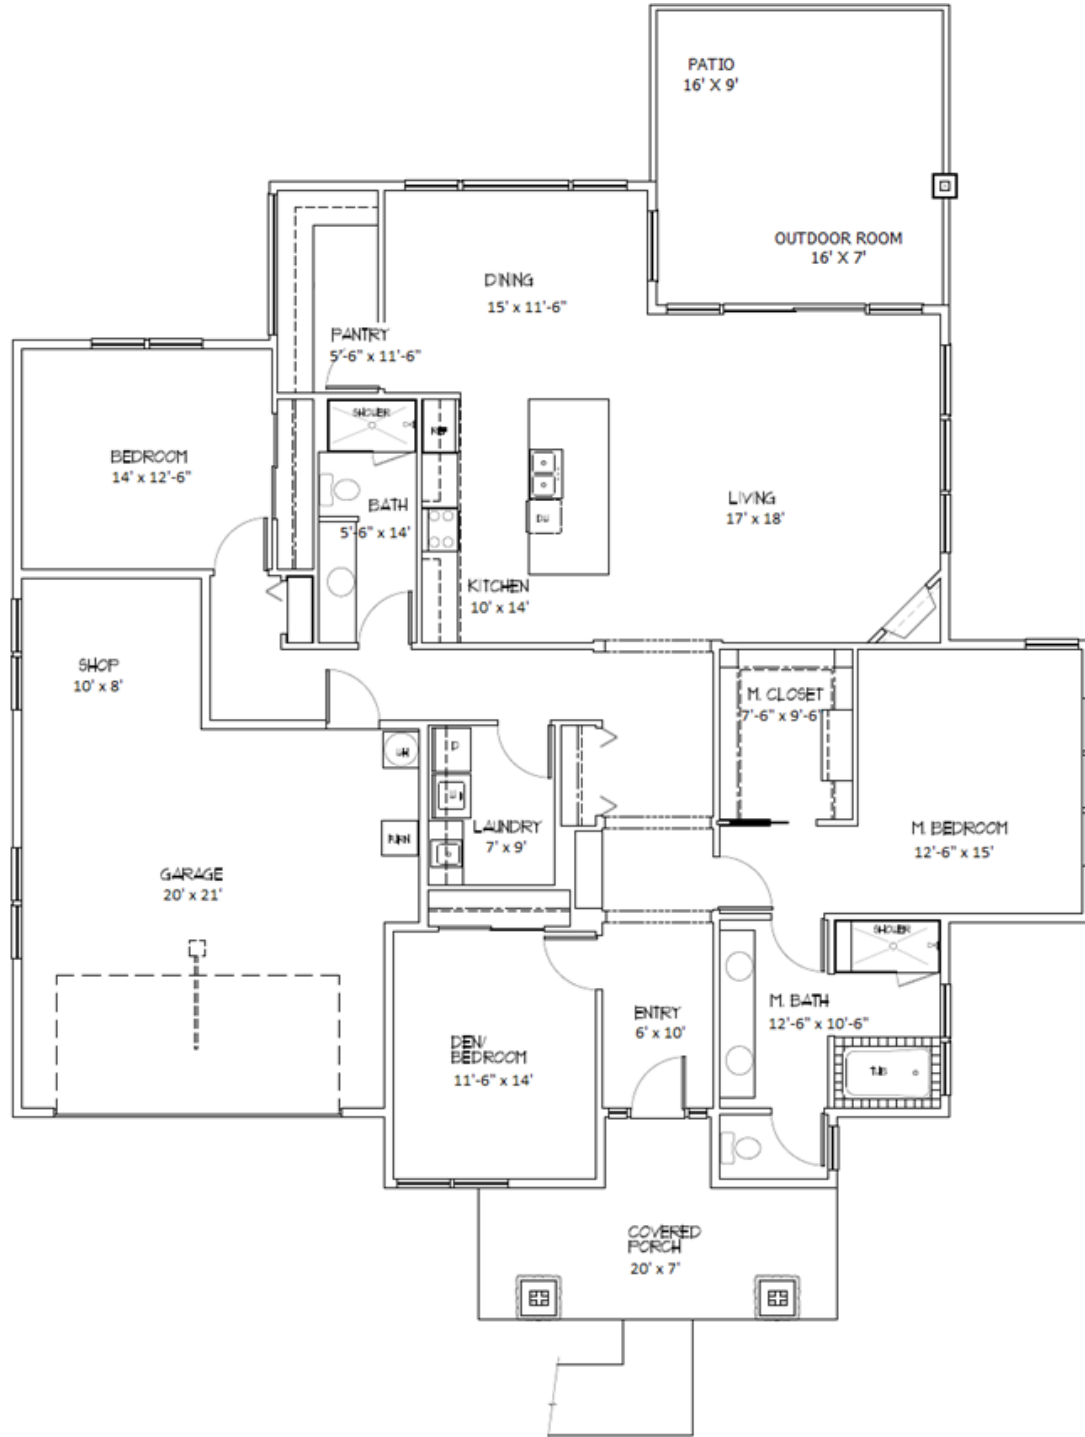 PATIO
16' X 9'
OUTDOOR ROOM
16' X 7'
DINING
15' x 11'-6"
PANTRY
5'-6" x 11'-6"
SHOWER
REF
BEDROOM
14' x 12'-6"
BATH
5'-6" x 14'
DW
LIVING
17' x 18'
KITCHEN
10' x 14'
SHOP
10' x 8'
M. CLOSET
7'-6" x 9'-6"
WH
D
LAUNDRY
7' x 9'
FURN
M. BEDROOM
12'-6" x 15'
GARAGE
20' x 21'
SHOWER
M. BATH
12'-6" x 10'-6"
ENTRY
6' x 10'
DEN/
BEDROOM
11'-6" x 14'
TUB
COVERED
PORCH
20' x 7'